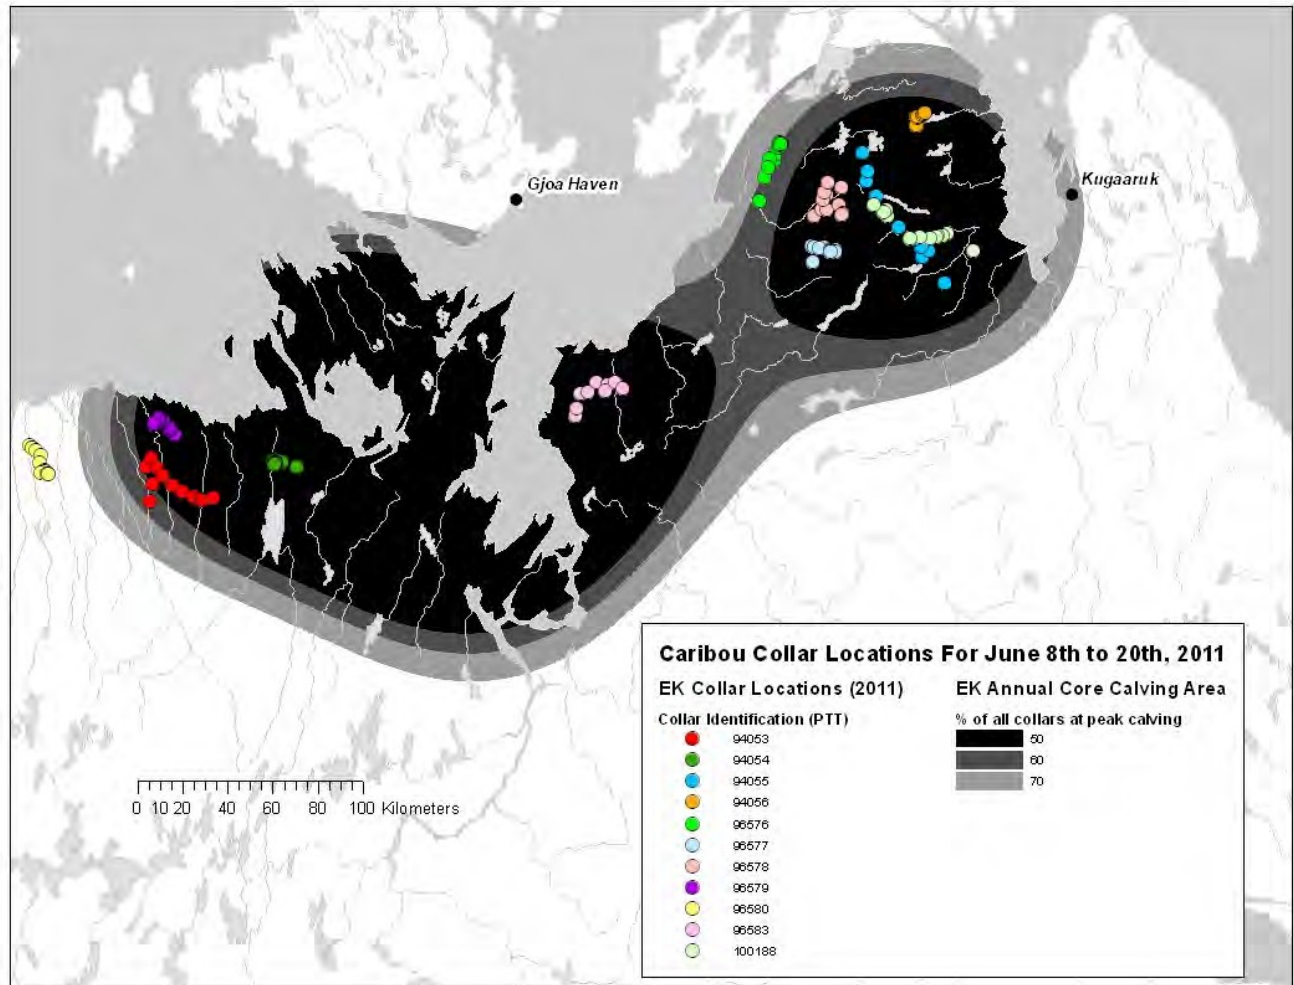 Gjoa Haven
Kugaaruk
Caribou Collar Locations For June 8th to 20th, 2011
EK Collar Locations (2011)
EK Annual Core Calving Area
Collar Identification (PTT)
% of all collars at peak calving
94053
50
94054
60
94055
70
94056
96576
96577
96578
96579
96580
96583
100188
0 10 20 40 60 80 100 Kilometers